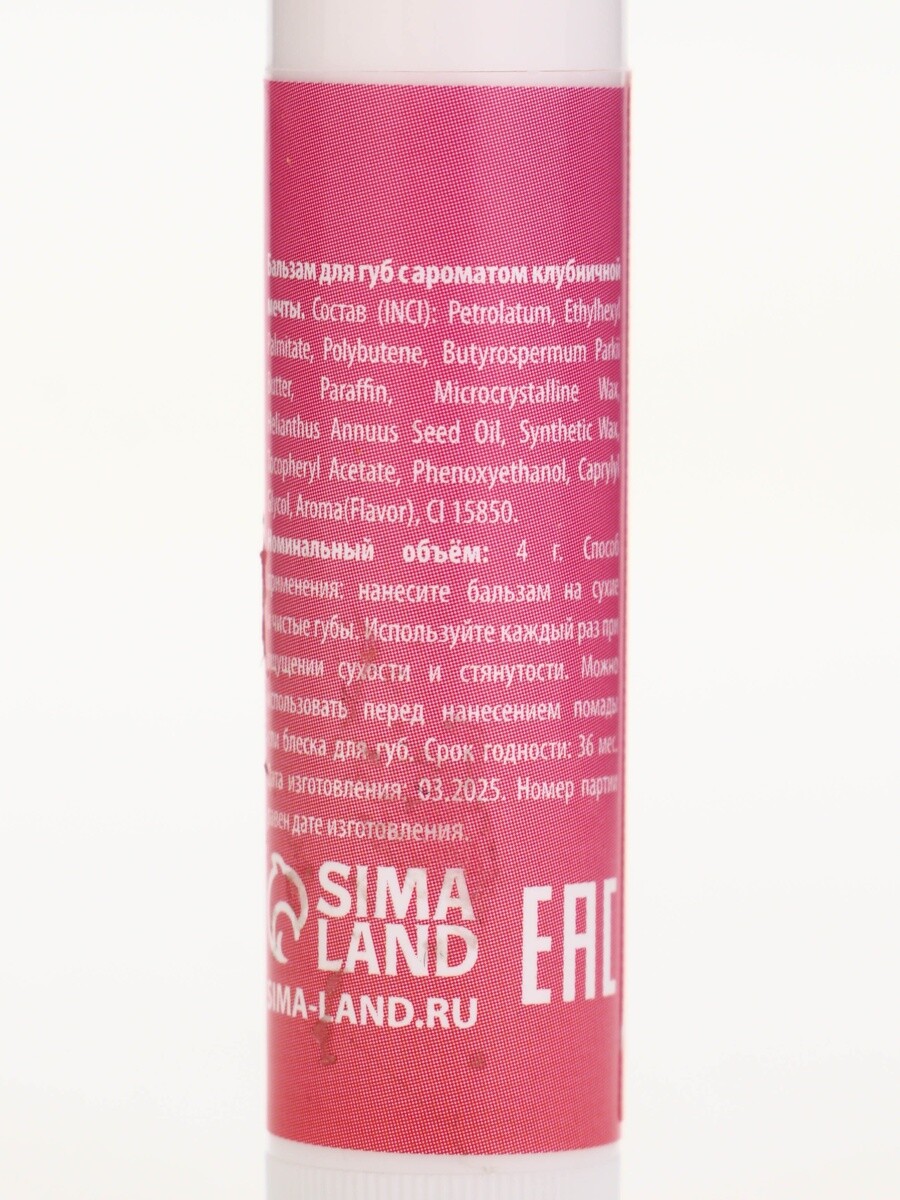 Бальзам для губ с ароматом клубничной
мечты. Состав (INCI): Petrolatum, Ethylhexyl
Palmitate, Polybutene, Butyrospermum Parkii
Butter, Paraffin, Microcrystalline Wax,
Helianthus Annuus Seed Oil, Synthetic Wax,
Tocopheryl Acetate, Phenoxyethanol, Caprylyl
Glycol, Aroma(Flavor), CI 15850.
Номинальный объём: 4 г. Способ
применения: нанесите бальзам на сухие
и чистые губы. Используйте каждый раз при
ощущении сухости и стянутости. Можно
использовать перед нанесением помады
или блеска для губ. Срок годности: 36 мес.
Дата изготовления: 03.2025. Номер партии
равен дате изготовления.
SIMA
LAND
SIMA-LAND.RU
EAC